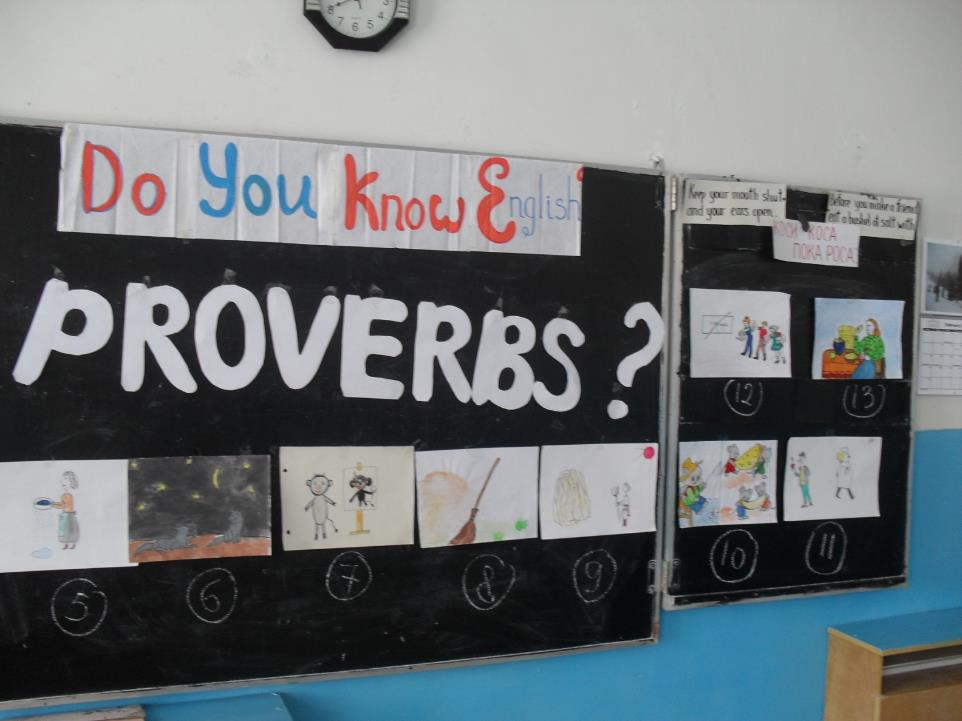 Do You Know English
PROVERBS ?
Keep your mouth shut
and your ears open.
Before you make a friend
eat a bushel of salt with
КОСИ КОСА
ПОКА РОСА
12
13
5
6
7
8
9
10
11